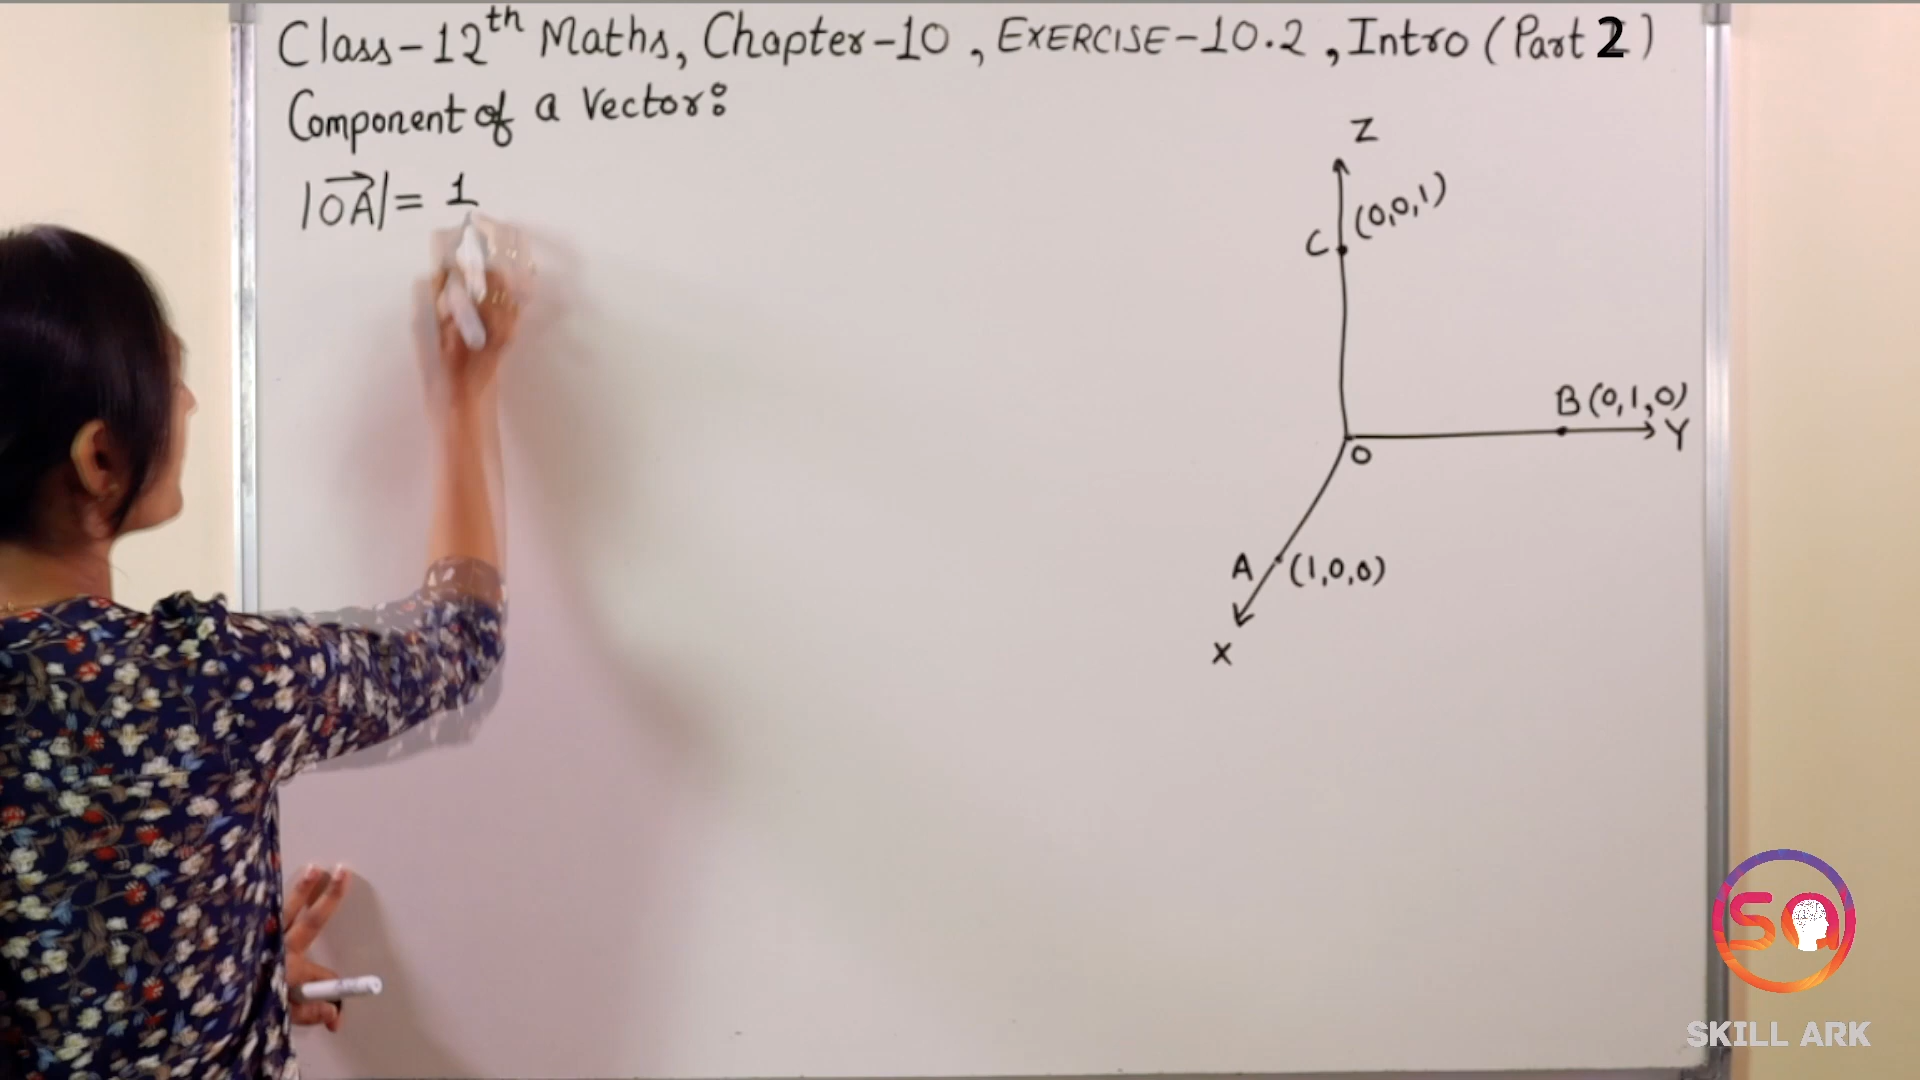 Class-12th Maths, Chapter-10, EXERCISE-10.2, Intro (Part 2)
Component of a Vector:
|OA| = 1
Z
(0,0,1)
C
B(0,1,0)
Y
O
A (1,0,0)
X
SA
SKILL ARK